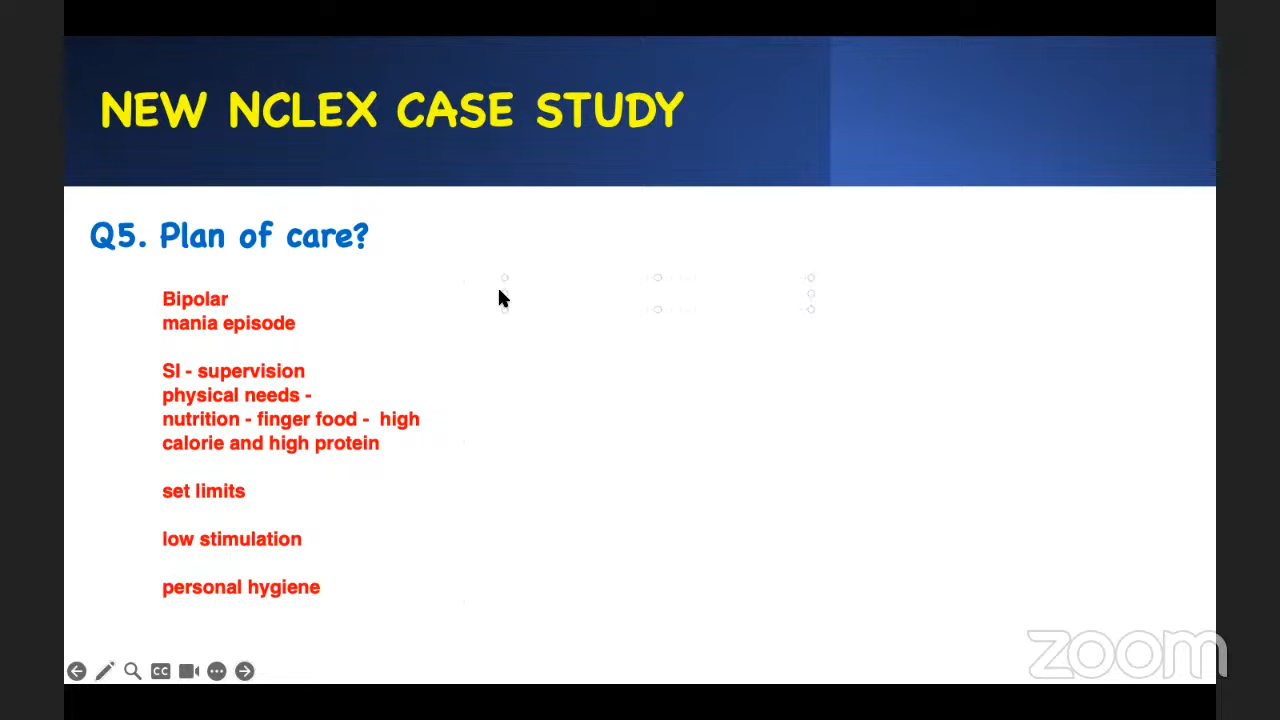 NEW NCLEX CASE STUDY
Q5. Plan of care?
Bipolar
mania episode
SI - supervision
physical needs -
nutrition - finger food - high
calorie and high protein
set limits
low stimulation
personal hygiene
CC
zoom